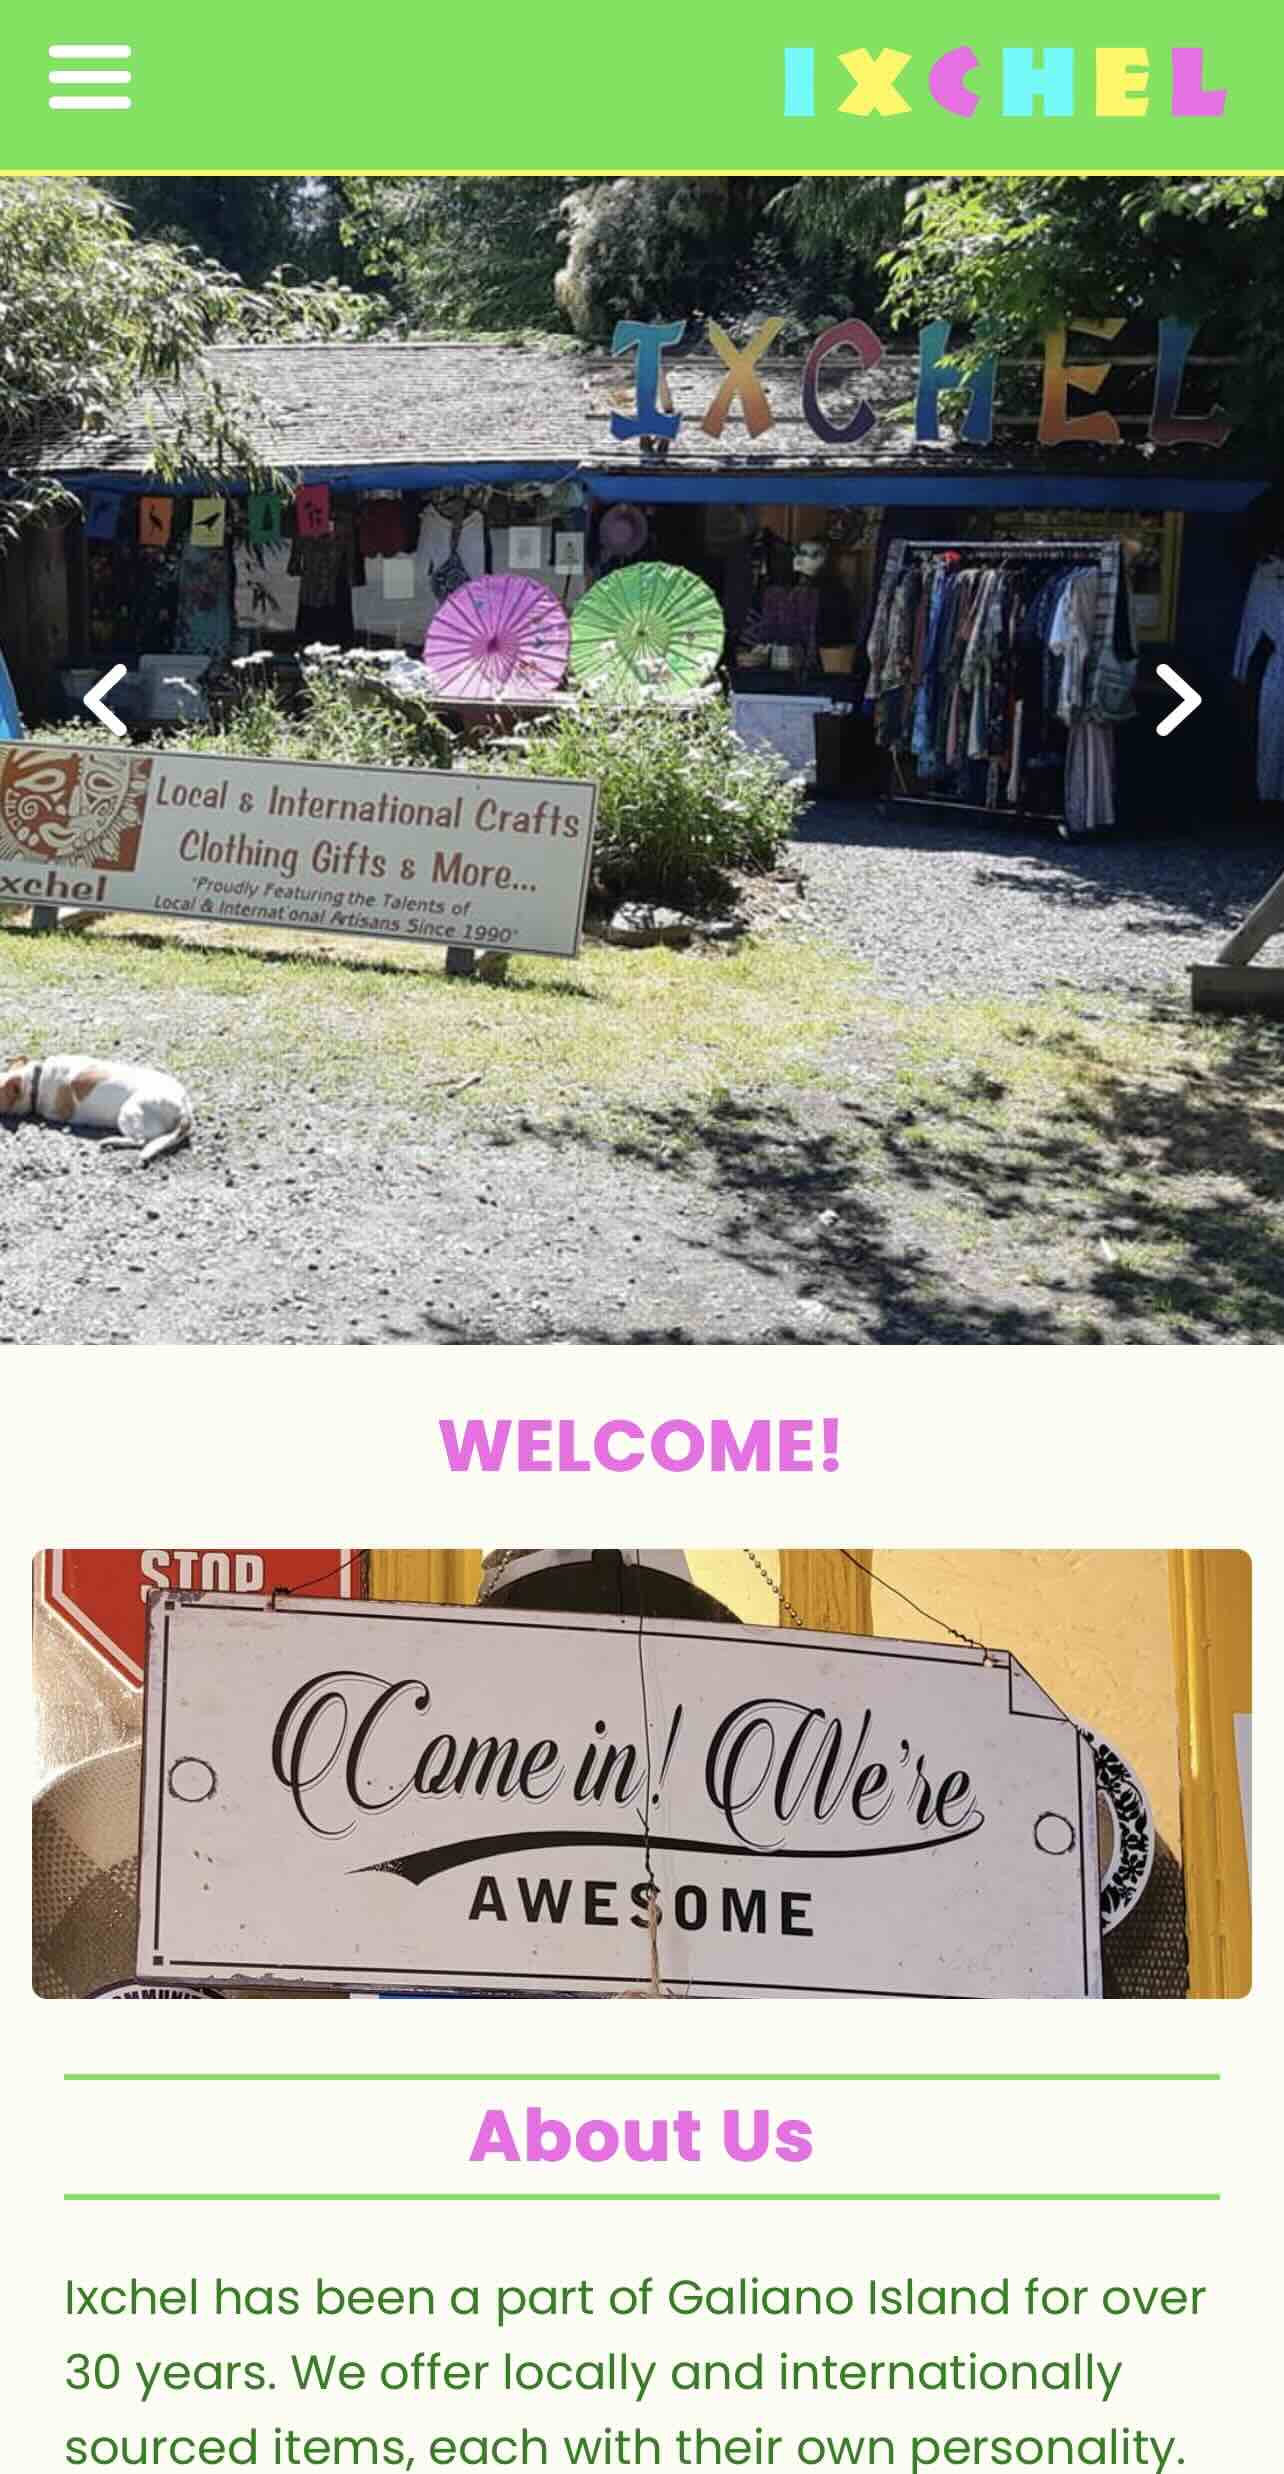 IXCHEL
IXCHEL
Local & International Crafts
Clothing Gifts & More...
"Proudly Featuring the Talents of
Local & Internat onal Artisans Since 1990"
xchel
WELCOME!
STOP
Come in! We're
AWESOME
About Us
Ixchel has been a part of Galiano Island for over
30 years. We offer locally and internationally
sourced items, each with their own personality.